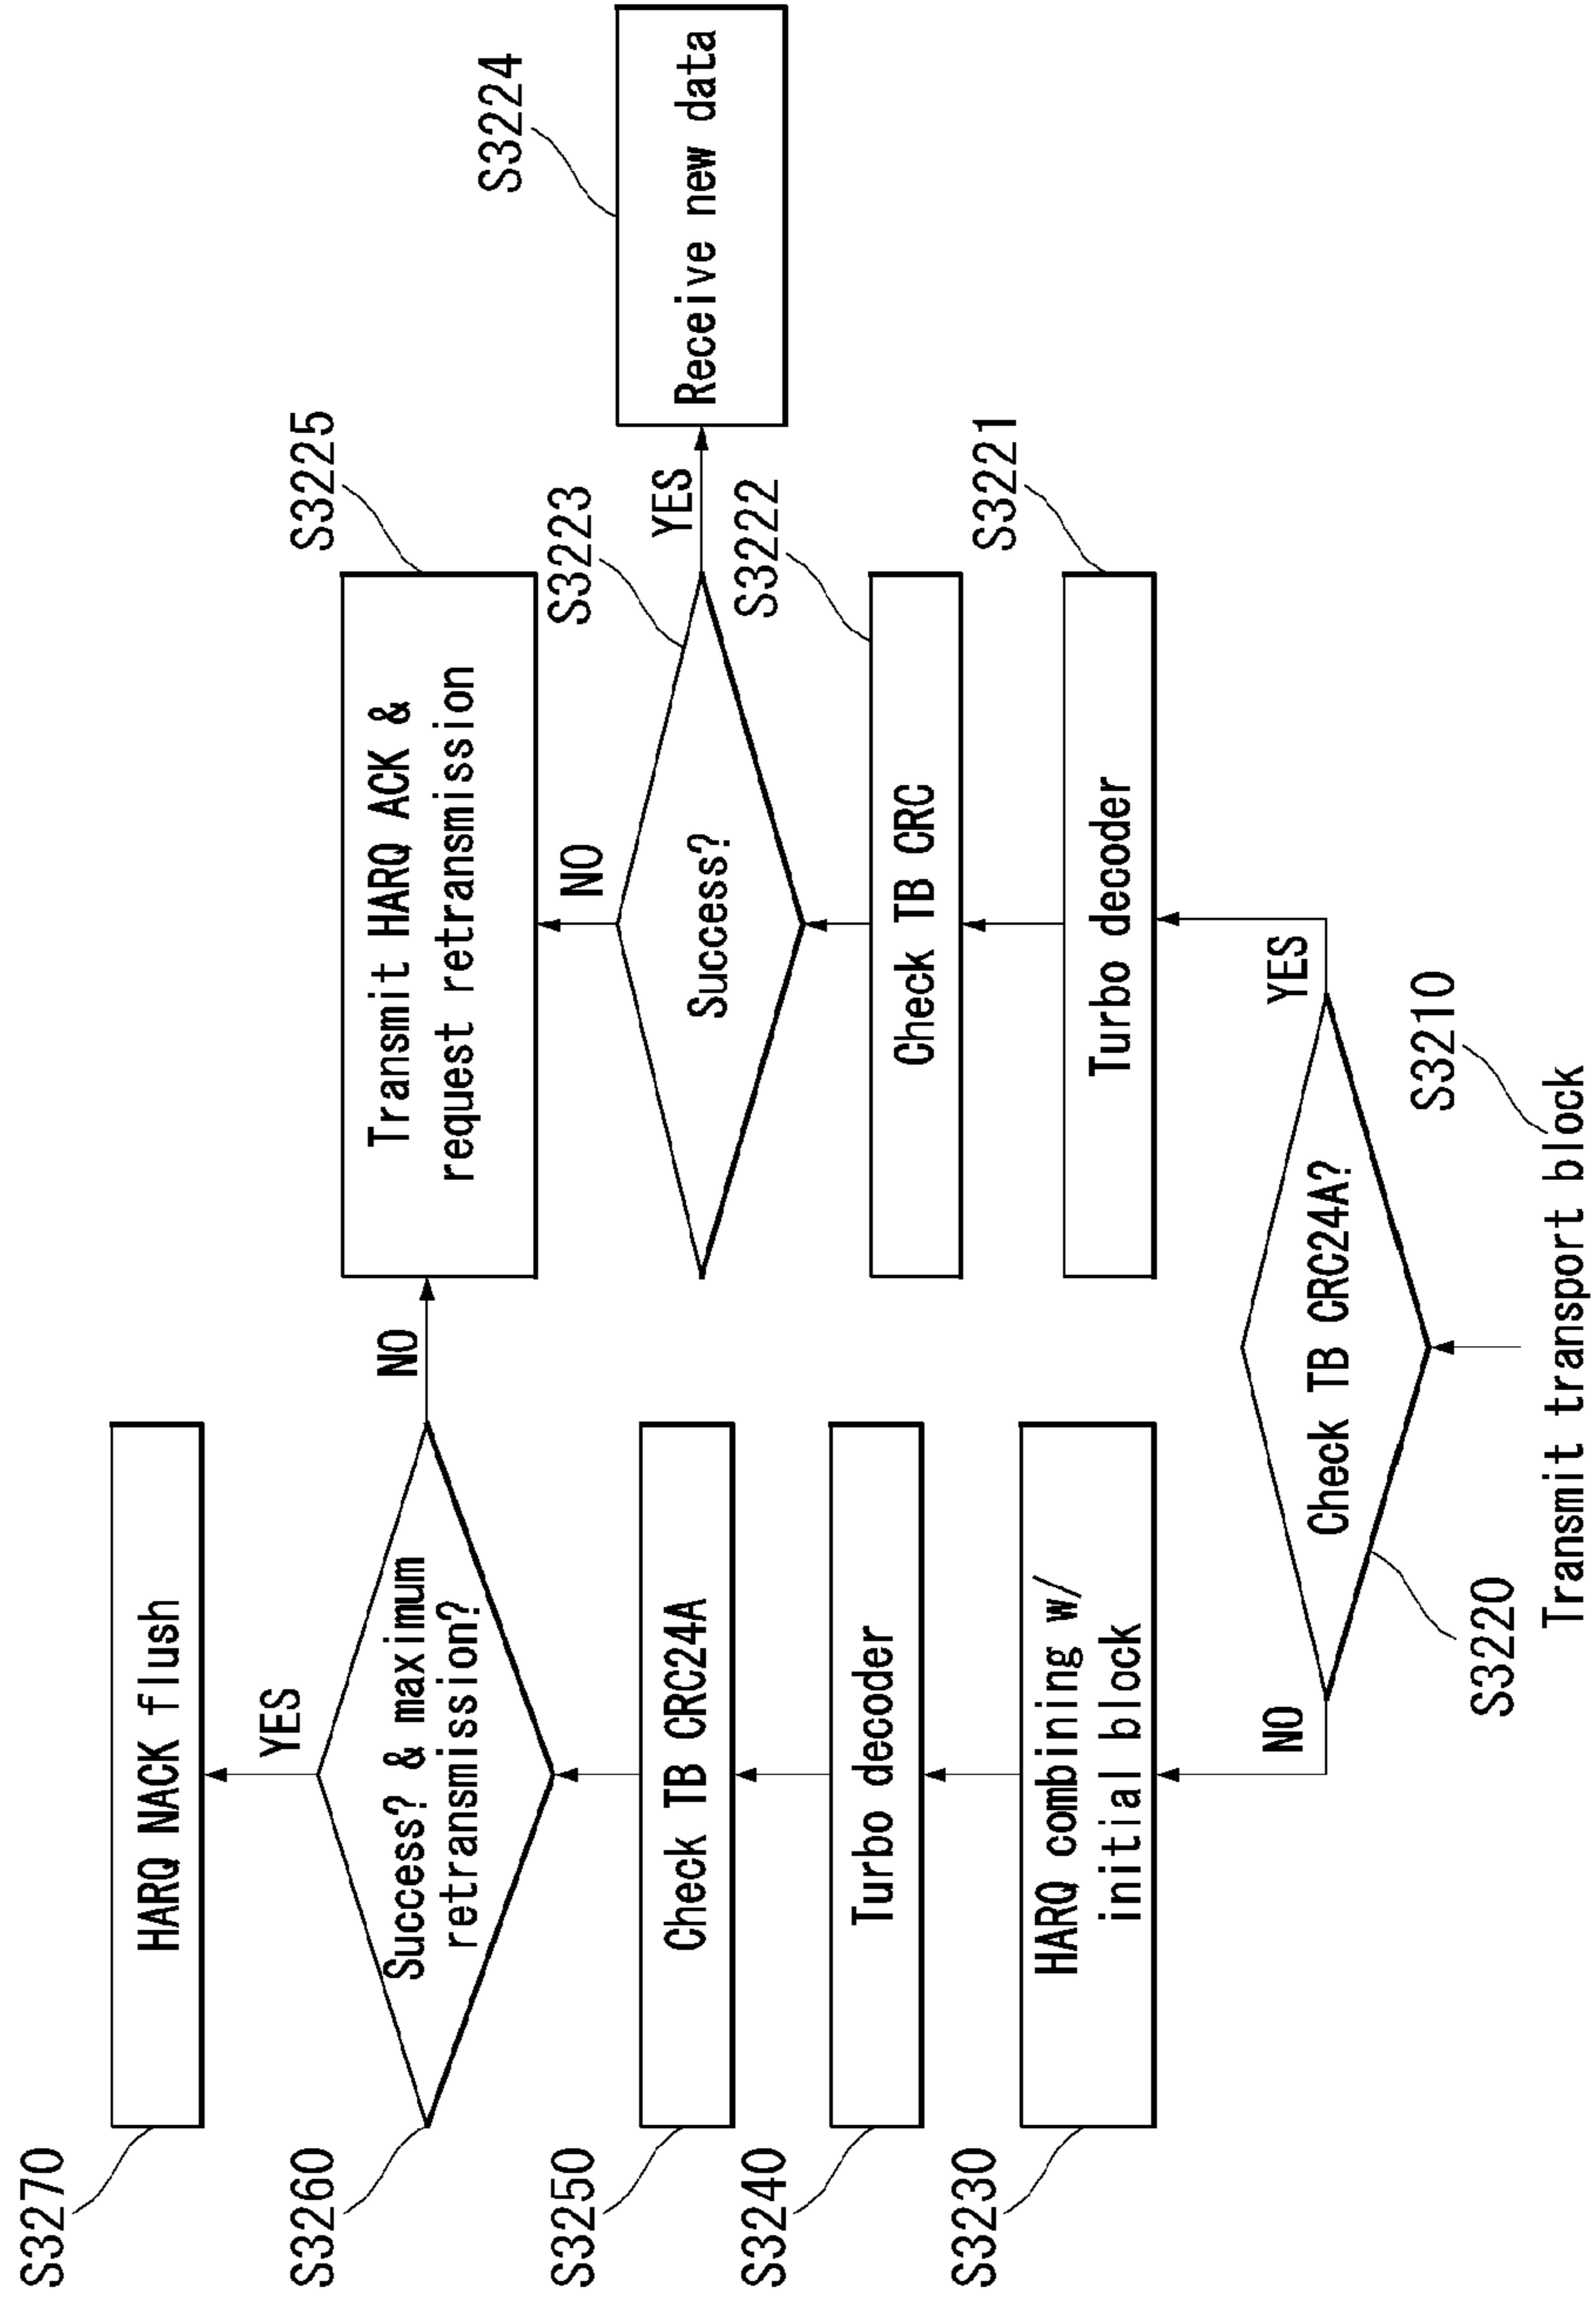 S3270
HARQ NACK flush
YES
S3260
Success? & maximum
retransmission?
NO
S3225
Transmit HARQ ACK &
request retransmission
NO
S3250
Check TB CRC24A
S3223
Success?
YES
S3224
Receive new data
S3240
Turbo decoder
S3222
Check TB CRC
S3230
HARQ combining w/
initial block
S3221
Turbo decoder
NO
YES
S3220
Check TB CRC24A?
S3210
Transmit transport block